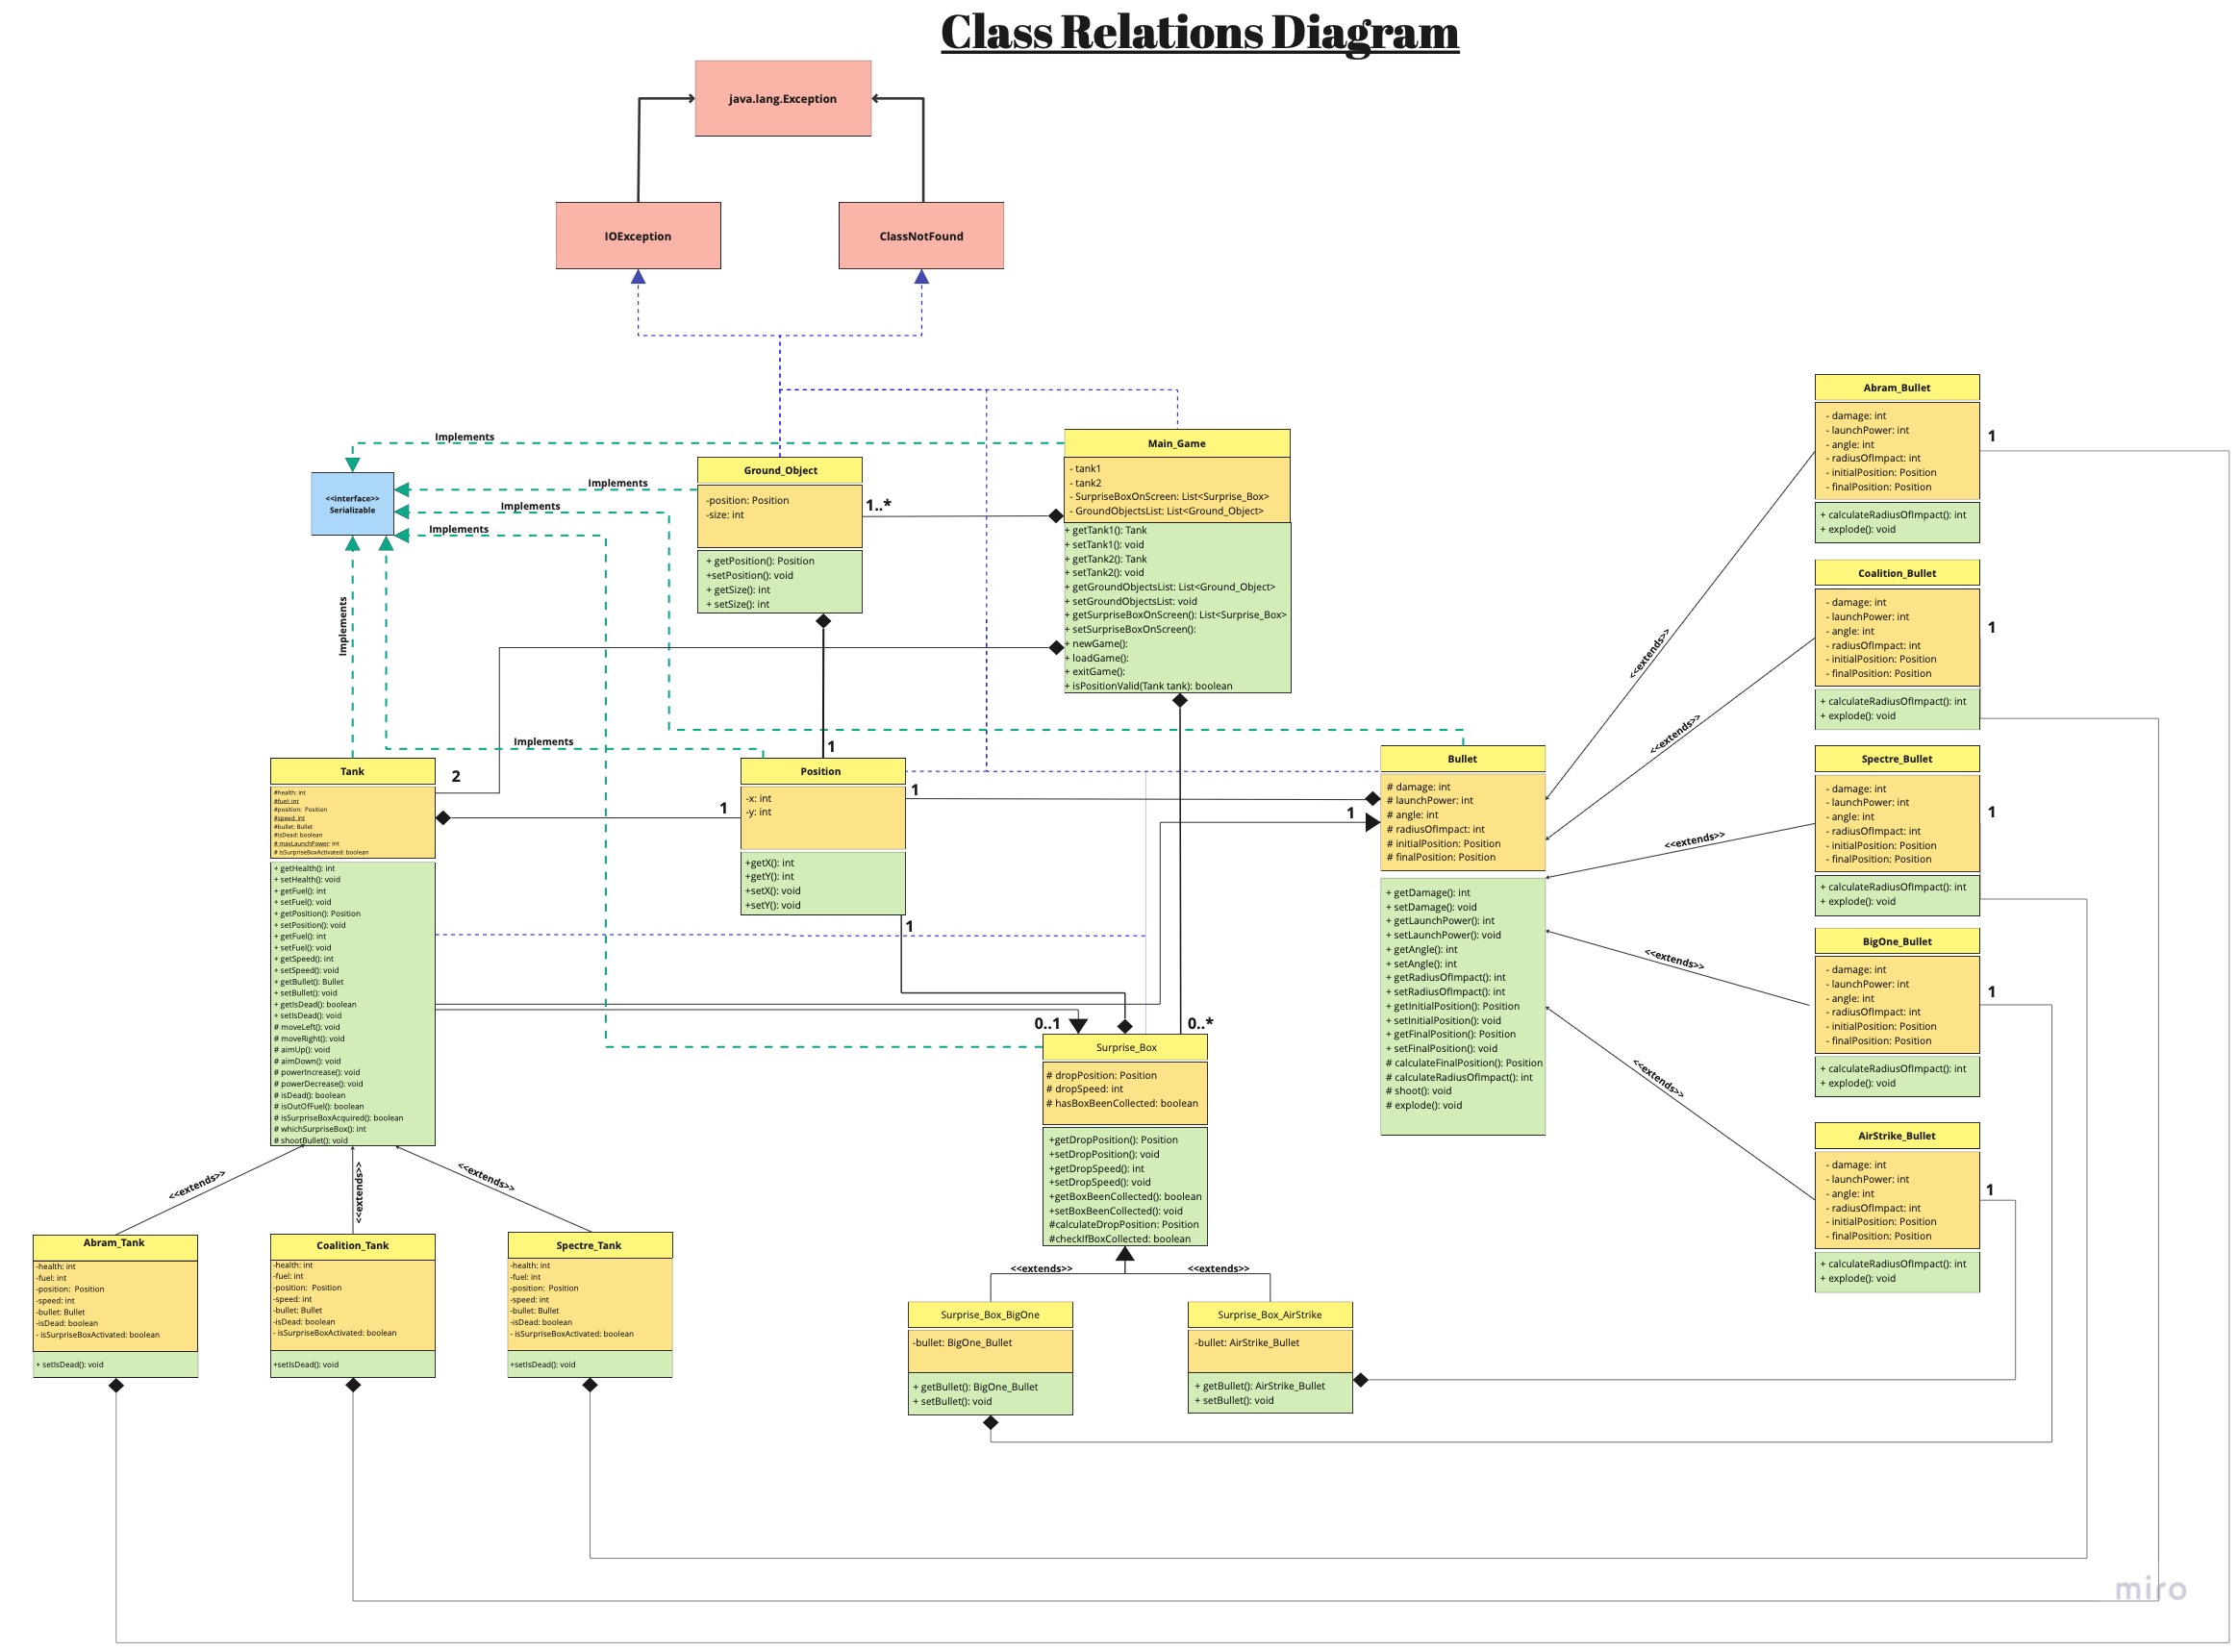 Class Relations Diagram
java.lang.Exception
IOException
ClassNotFound
Implements
<<interface>>
Serializable
Implements
Implements
Implements
Implements
Implements
Ground_Object
-position: Position
-size: int
+ getPosition(): Position
+setPosition(): void
+ getSize(): int
+ setSize(): int
1..*
Main_Game
- tank1
- tank2
- SurpriseBoxOnScreen: List<Surprise_Box>
- GroundObjectsList: List<Ground_Object>
+ getTank1(): Tank
+ setTank1(): void
+ getTank2(): Tank
+ setTank2(): void
+ getGroundObjectsList: List<Ground_Object>
+ setGroundObjectsList: void
+ getSurpriseBoxOnScreen(): List<Surprise_Box>
+ setSurpriseBoxOnScreen():
+ newGame():
+ loadGame():
+ exitGame():
+ isPositionValid(Tank tank): boolean
Tank
#health: int
#fuel: int
#position: Position
#speed: int
#bullet: Bullet
#isDead: boolean
# maxLaunchPower: int
# isSurpriseBoxActivated: boolean
+ getHealth(): int
+ setHealth(): void
+ getFuel(): int
+ setFuel(): void
+ getPosition(): Position
+ setPosition(): void
+ getFuel(): int
+ setFuel(): void
+ getSpeed(): int
+ setSpeed(): void
+ getBullet(): Bullet
+ setBullet(): void
+ getIsDead(): boolean
+ setIsDead(): void
# moveLeft(): void
# moveRight(): void
# aimUp(): void
# aimDown(): void
# powerIncrease(): void
# powerDecrease(): void
# isDead(): boolean
# isOutOfFuel(): boolean
# isSurpriseBoxAcquired(): boolean
# whichSurpriseBox(): int
# shootBullet(): void
2
1
1
Position
-x: int
-y: int
+getX(): int
+getY(): int
+setX(): void
+setY(): void
1
1
1
Bullet
# damage: int
# launchPower: int
# angle: int
# radiusOfImpact: int
# initialPosition: Position
# finalPosition: Position
+ getDamage(): int
+ setDamage(): void
+ getLaunchPower(): int
+ setLaunchPower(): void
+ getAngle(): int
+ setAngle(): int
+ getRadiusOfImpact(): int
+ setRadiusOfImpact(): int
+ getInitialPosition(): Position
+ setInitialPosition(): void
+ getFinalPosition(): Position
+ setFinalPosition(): void
# calculateFinalPosition(): Position
# calculateRadiusOfImpact(): int
# shoot(): void
# explode(): void
0..1
0..*
Surprise_Box
# dropPosition: Position
# dropSpeed: int
# hasBoxBeenCollected: boolean
+getDropPosition(): Position
+setDropPosition(): void
+getDropSpeed(): int
+setDropSpeed(): void
+getBoxBeenCollected(): boolean
+setBoxBeenCollected(): void
#calculateDropPosition: Position
#checkIfBoxCollected: boolean
<<extends>>
<<extends>>
Surprise_Box_BigOne
-bullet: BigOne_Bullet
+ getBullet(): BigOne_Bullet
+ setBullet(): void
Surprise_Box_AirStrike
-bullet: AirStrike_Bullet
+ getBullet(): AirStrike_Bullet
+ setBullet(): void
<<extends>>
<<extends>>
<<extends>>
Abram_Tank
-health: int
-fuel: int
-position: Position
-speed: int
-bullet: Bullet
-isDead: boolean
- isSurpriseBoxActivated: boolean
+ setIsDead(): void
Coalition_Tank
-health: int
-fuel: int
-position: Position
-speed: int
-bullet: Bullet
-isDead: boolean
- isSurpriseBoxActivated: boolean
+setIsDead(): void
Spectre_Tank
-health: int
-fuel: int
-position: Position
-speed: int
-bullet: Bullet
-isDead: boolean
- isSurpriseBoxActivated: boolean
+setIsDead(): void
<<extends>>
<<extends>>
<<extends>>
<<extends>>
<<extends>>
Abram_Bullet
- damage: int
- launchPower: int
- angle: int
- radiusOfImpact: int
- initialPosition: Position
- finalPosition: Position
+ calculateRadiusOfImpact(): int
+ explode(): void
1
Coalition_Bullet
- damage: int
- launchPower: int
- angle: int
- radiusOfImpact: int
- initialPosition: Position
- finalPosition: Position
+ calculateRadiusOfImpact(): int
+ explode(): void
1
Spectre_Bullet
- damage: int
- launchPower: int
- angle: int
- radiusOfImpact: int
- initialPosition: Position
- finalPosition: Position
+ calculateRadiusOfImpact(): int
+ explode(): void
1
BigOne_Bullet
- damage: int
- launchPower: int
- angle: int
- radiusOfImpact: int
- initialPosition: Position
- finalPosition: Position
+ calculateRadiusOfImpact(): int
+ explode(): void
1
AirStrike_Bullet
- damage: int
- launchPower: int
- angle: int
- radiusOfImpact: int
- initialPosition: Position
- finalPosition: Position
+ calculateRadiusOfImpact(): int
+ explode(): void
1
miro